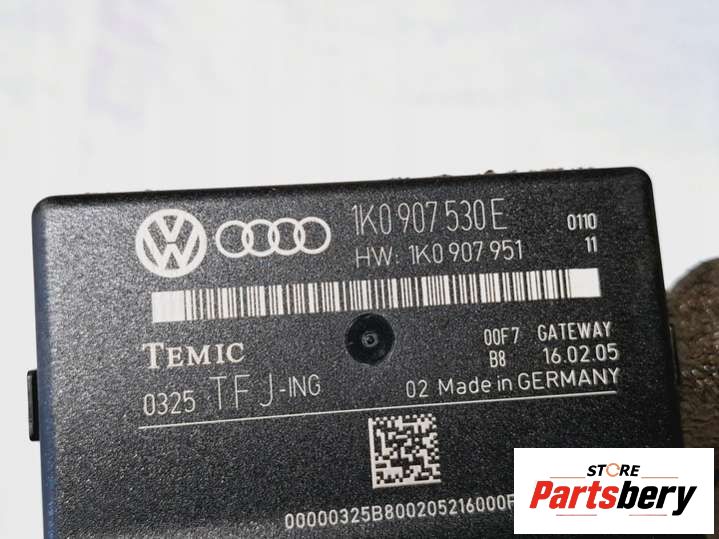 1K0 907 530 E 0110
HW: 1K0 907 951 11
TEMIC 00F7 GATEWAY
B8 16.02.05
0325 TFJ-ING 02 Made in GERMANY
00000325B800205216000F
STORE
Partsbery